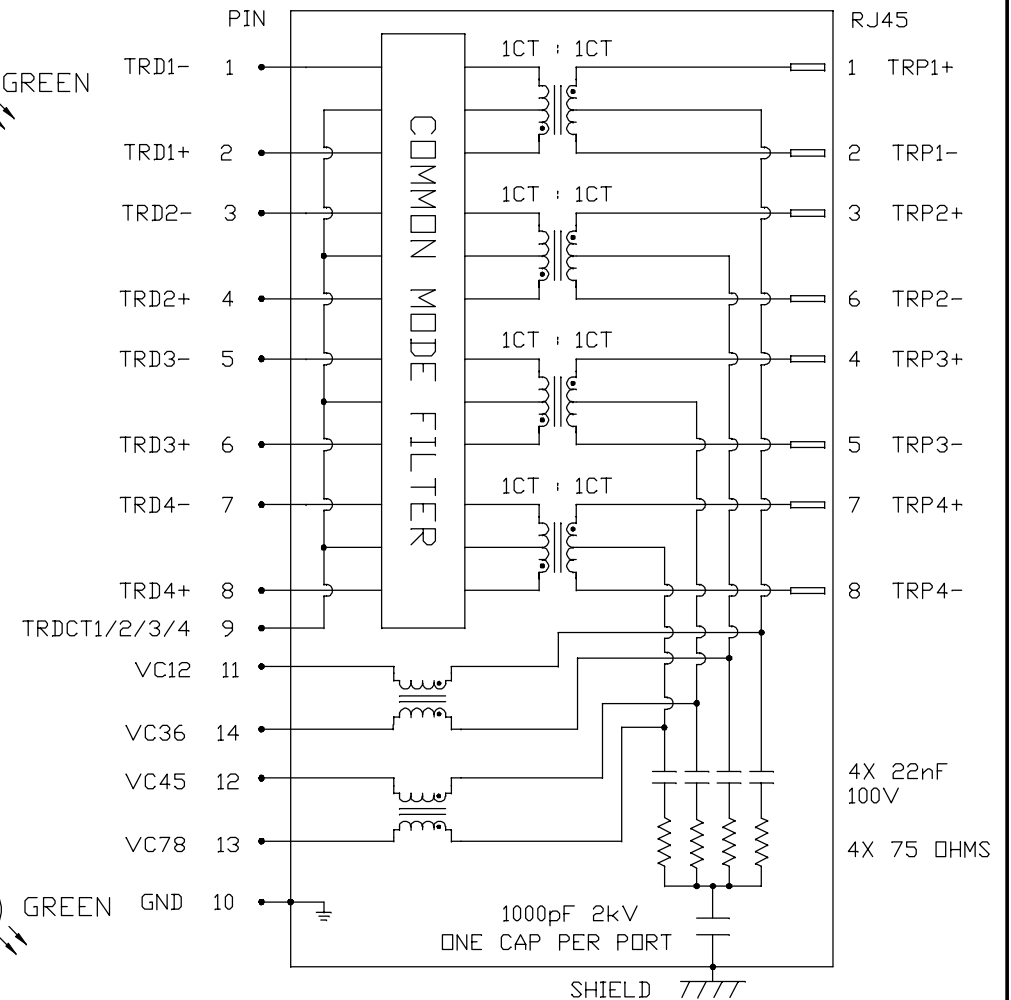 PIN
RJ45
GREEN
1CT : 1CT
TRD1- 1
1 TRP1+
TRD1+ 2
2 TRP1-
1CT : 1CT
TRD2- 3
3 TRP2+
TRD2+ 4
6 TRP2-
1CT : 1CT
TRD3- 5
4 TRP3+
TRD3+ 6
5 TRP3-
1CT : 1CT
TRD4- 7
7 TRP4+
TRD4+ 8
8 TRP4-
COMMON MODE FILTER
TRDCT1/2/3/4 9
VC12 11
VC36 14
VC45 12
VC78 13
4X 22nF
100V
4X 75 OHMS
GREEN
GND 10
1000pF 2kV
ONE CAP PER PORT
SHIELD